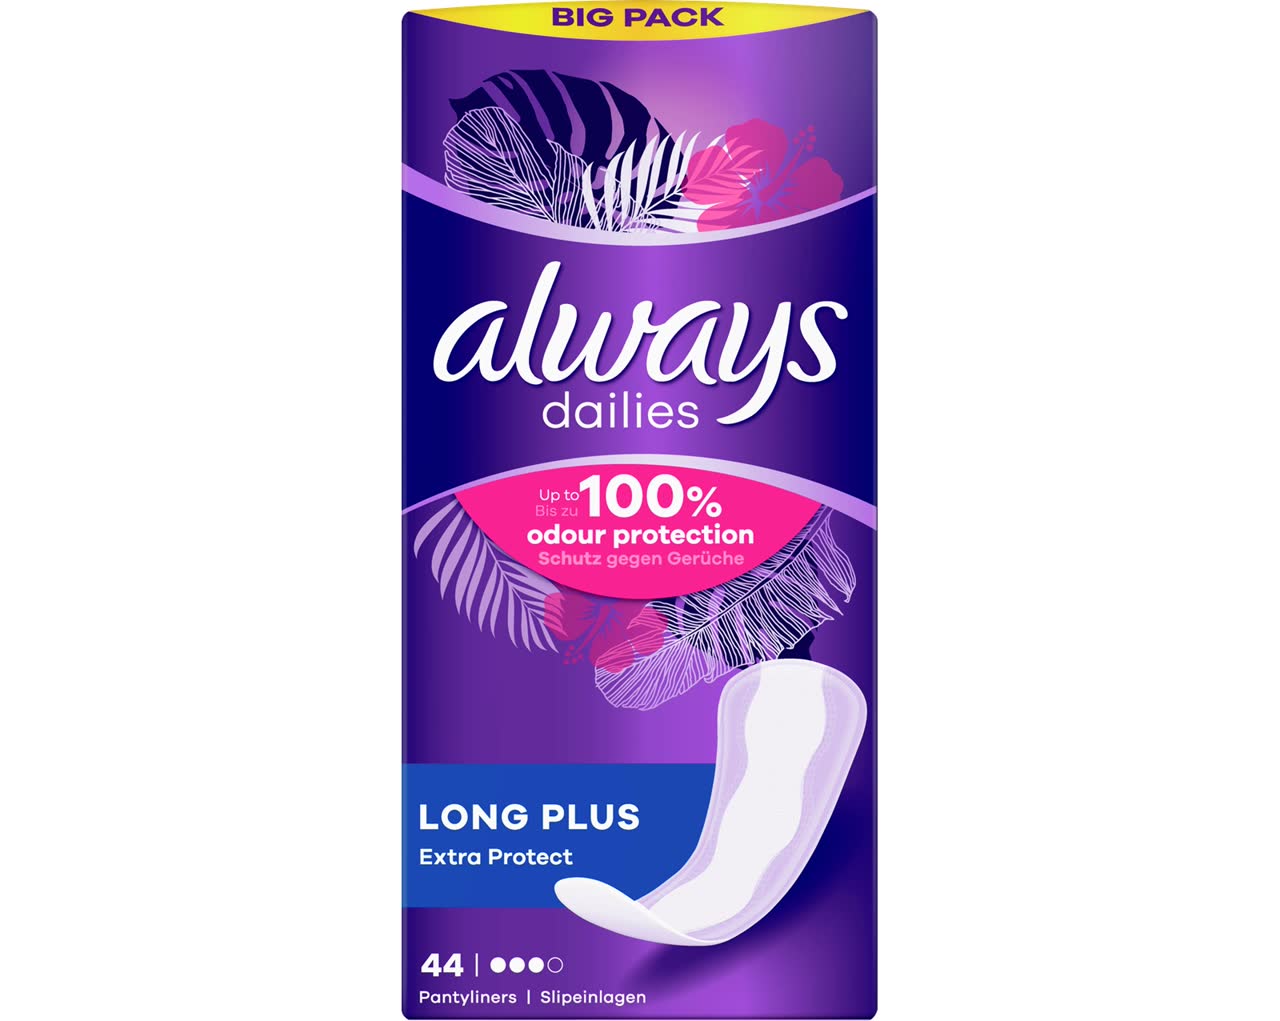 BIG PACK
always
dailies
Up to 100%
Bis zu
odour protection
Schutz gegen Gerüche
LONG PLUS
Extra Protect
44 |
Pantyliners | Slipeinlagen